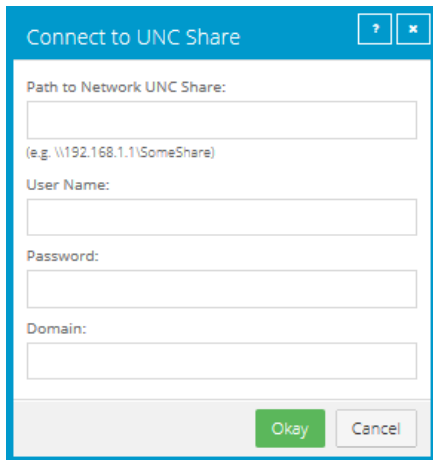 Connect to UNC Share
?
×
Path to Network UNC Share:
(e.g. \\192.168.1.1\SomeShare)
User Name:
Password:
Domain:
Okay
Cancel